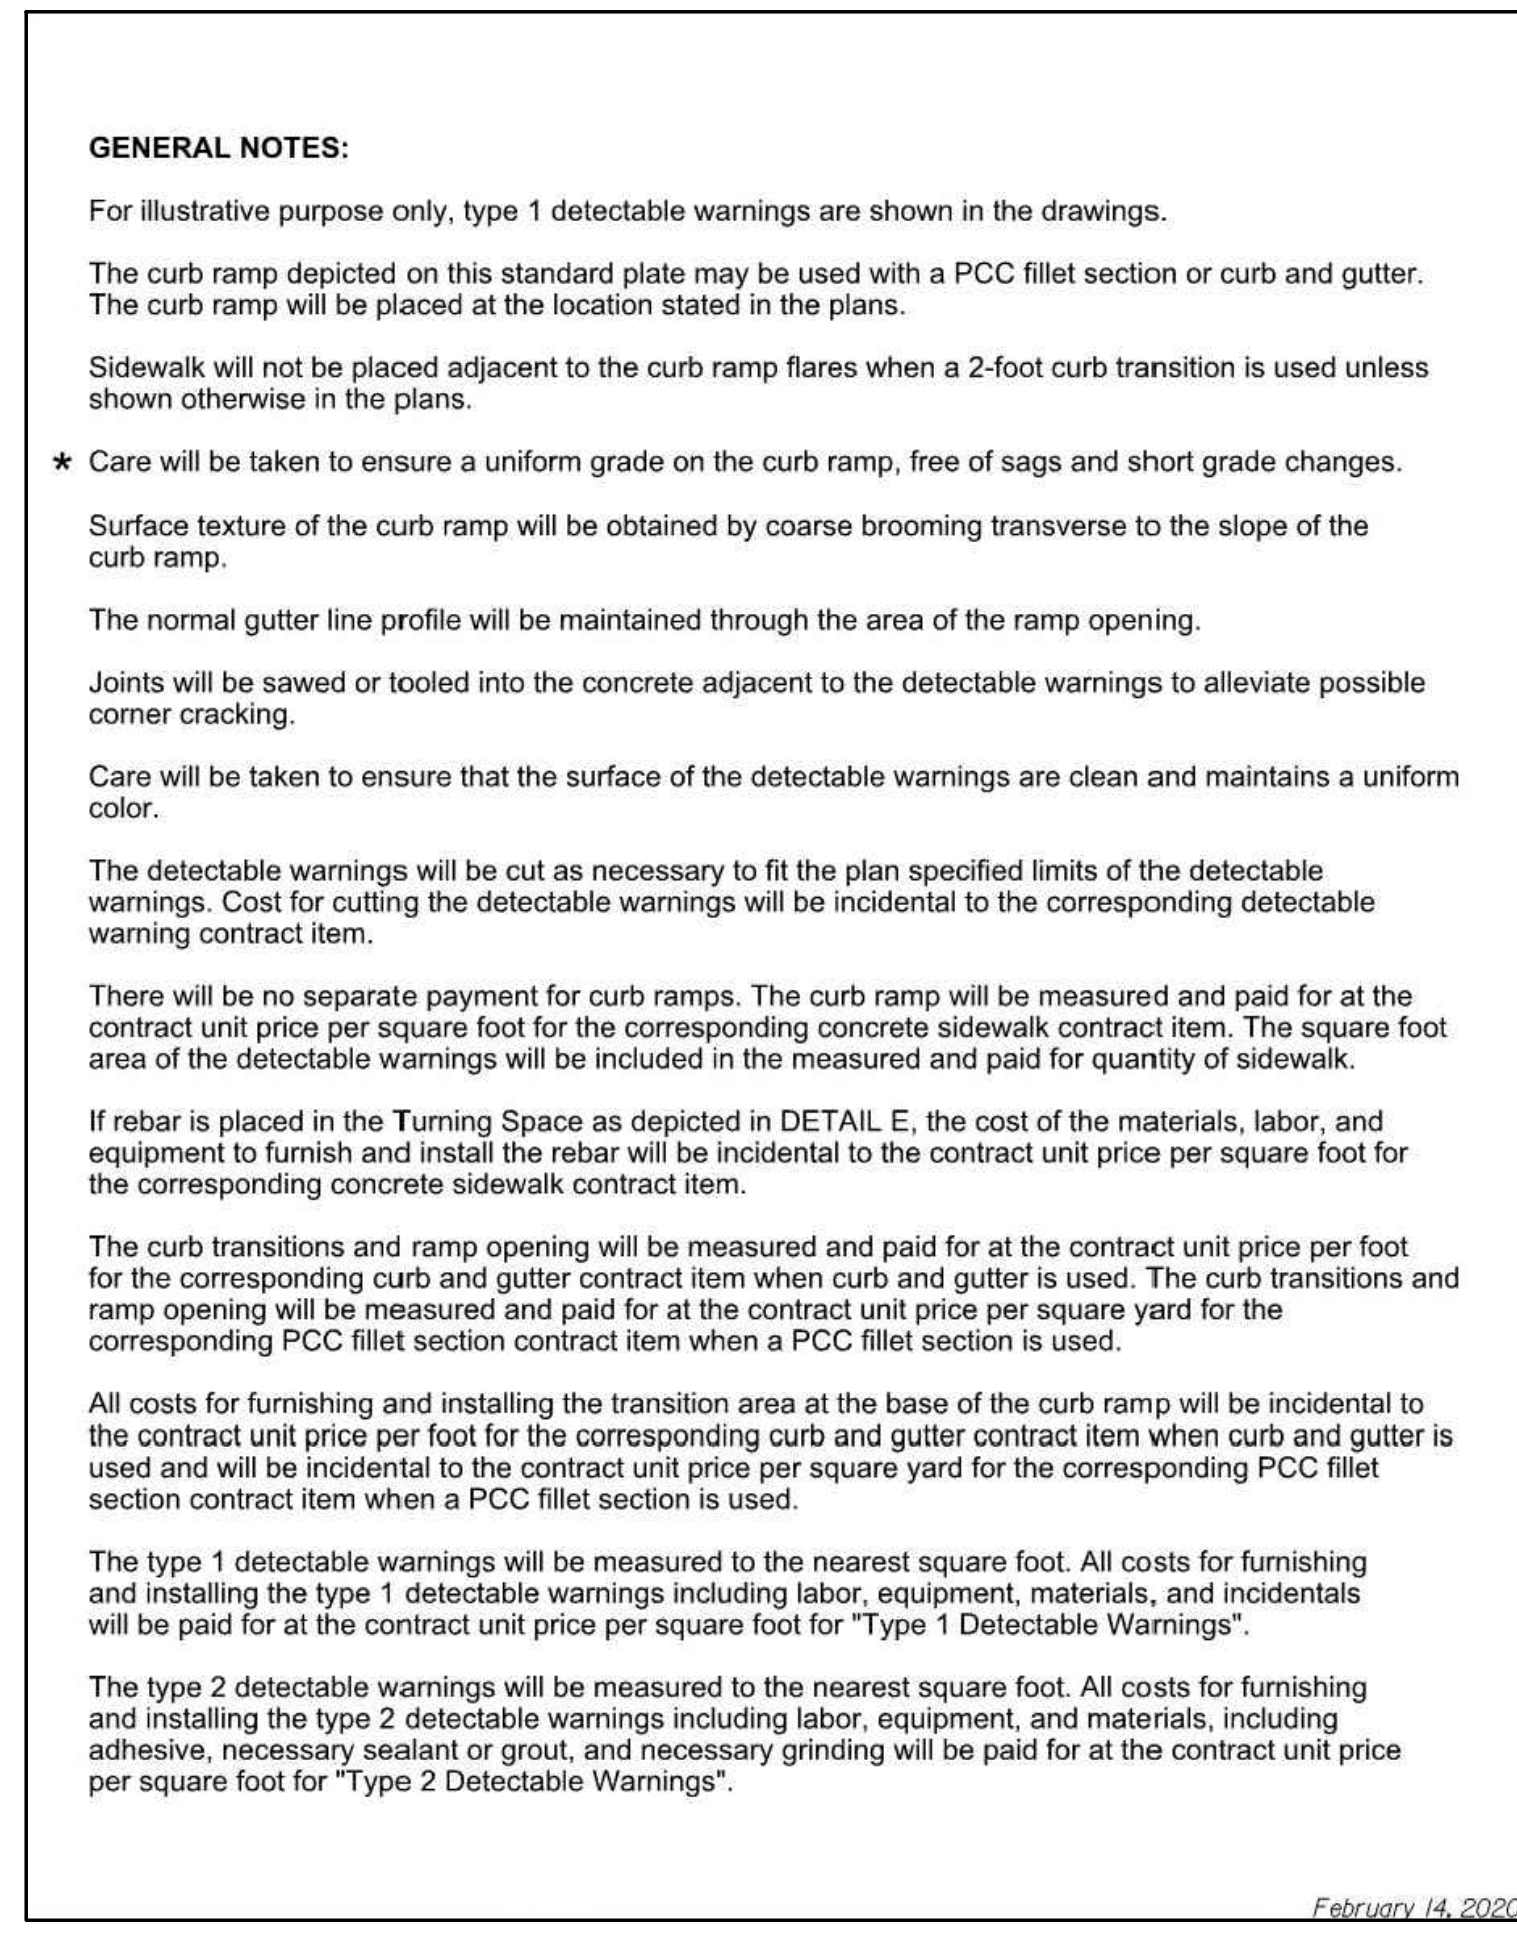 GENERAL NOTES:
For illustrative purpose only, type 1 detectable warnings are shown in the drawings.
The curb ramp depicted on this standard plate may be used with a PCC fillet section or curb and gutter.
The curb ramp will be placed at the location stated in the plans.
Sidewalk will not be placed adjacent to the curb ramp flares when a 2-foot curb transition is used unless
shown otherwise in the plans.
* Care will be taken to ensure a uniform grade on the curb ramp, free of sags and short grade changes.
Surface texture of the curb ramp will be obtained by coarse brooming transverse to the slope of the
curb ramp.
The normal gutter line profile will be maintained through the area of the ramp opening.
Joints will be sawed or tooled into the concrete adjacent to the detectable warnings to alleviate possible
corner cracking.
Care will be taken to ensure that the surface of the detectable warnings are clean and maintains a uniform
color.
The detectable warnings will be cut as necessary to fit the plan specified limits of the detectable
warnings. Cost for cutting the detectable warnings will be incidental to the corresponding detectable
warning contract item.
There will be no separate payment for curb ramps. The curb ramp will be measured and paid for at the
contract unit price per square foot for the corresponding concrete sidewalk contract item. The square foot
area of the detectable warnings will be included in the measured and paid for quantity of sidewalk.
If rebar is placed in the Turning Space as depicted in DETAIL E, the cost of the materials, labor, and
equipment to furnish and install the rebar will be incidental to the contract unit price per square foot for
the corresponding concrete sidewalk contract item.
The curb transitions and ramp opening will be measured and paid for at the contract unit price per foot
for the corresponding curb and gutter contract item when curb and gutter is used. The curb transitions and
ramp opening will be measured and paid for at the contract unit price per square yard for the
corresponding PCC fillet section contract item when a PCC fillet section is used.
All costs for furnishing and installing the transition area at the base of the curb ramp will be incidental to
the contract unit price per foot for the corresponding curb and gutter contract item when curb and gutter is
used and will be incidental to the contract unit price per square yard for the corresponding PCC fillet
section contract item when a PCC fillet section is used.
The type 1 detectable warnings will be measured to the nearest square foot. All costs for furnishing
and installing the type 1 detectable warnings including labor, equipment, materials, and incidentals
will be paid for at the contract unit price per square foot for "Type 1 Detectable Warnings".
The type 2 detectable warnings will be measured to the nearest square foot. All costs for furnishing
and installing the type 2 detectable warnings including labor, equipment, and materials, including
adhesive, necessary sealant or grout, and necessary grinding will be paid for at the contract unit price
per square foot for "Type 2 Detectable Warnings".
February 14, 2020